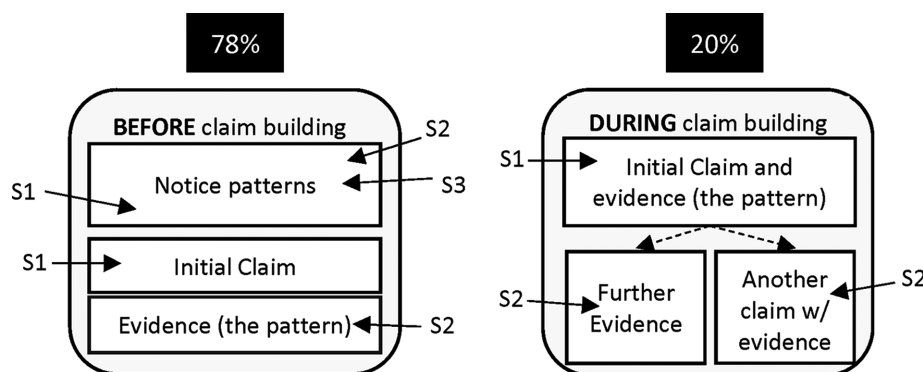 78%
BEFORE claim building
S2
Notice patterns
S3
S1
S1
Initial Claim
Evidence (the pattern)
S2
20%
DURING claim building
S1
Initial Claim and
evidence (the pattern)
S2
Further
Evidence
Another
claim w/
evidence
S2